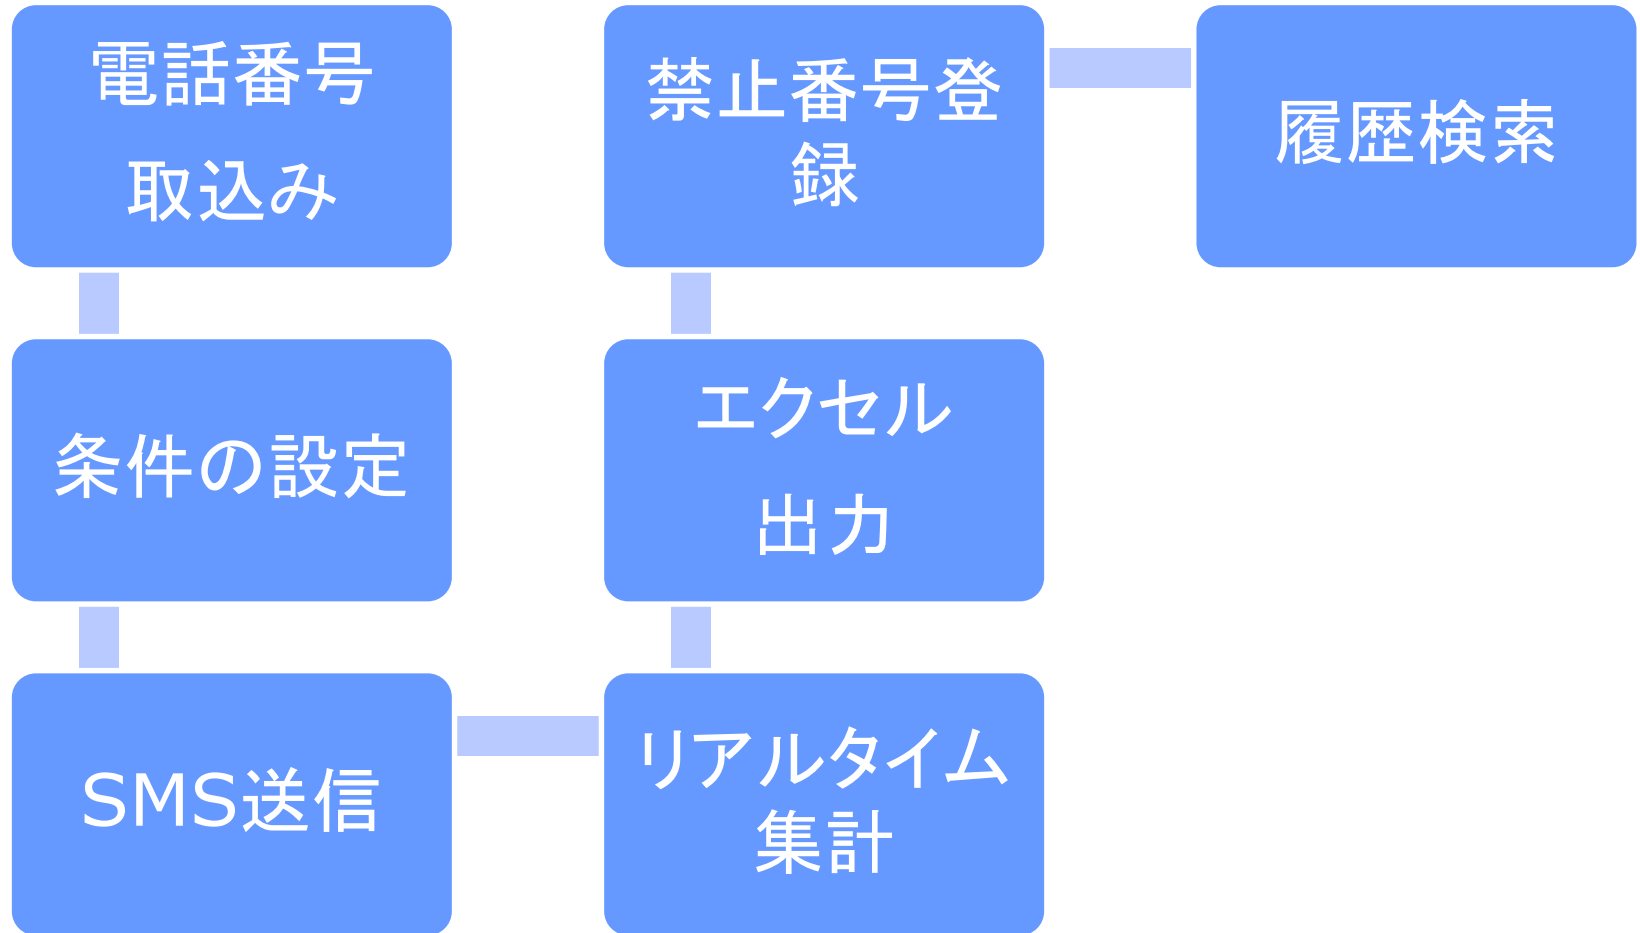 電話番号
取込み
条件の設定
SMS送信
リアルタイム
集計
エクセル
出力
禁止番号登
録
履歴検索